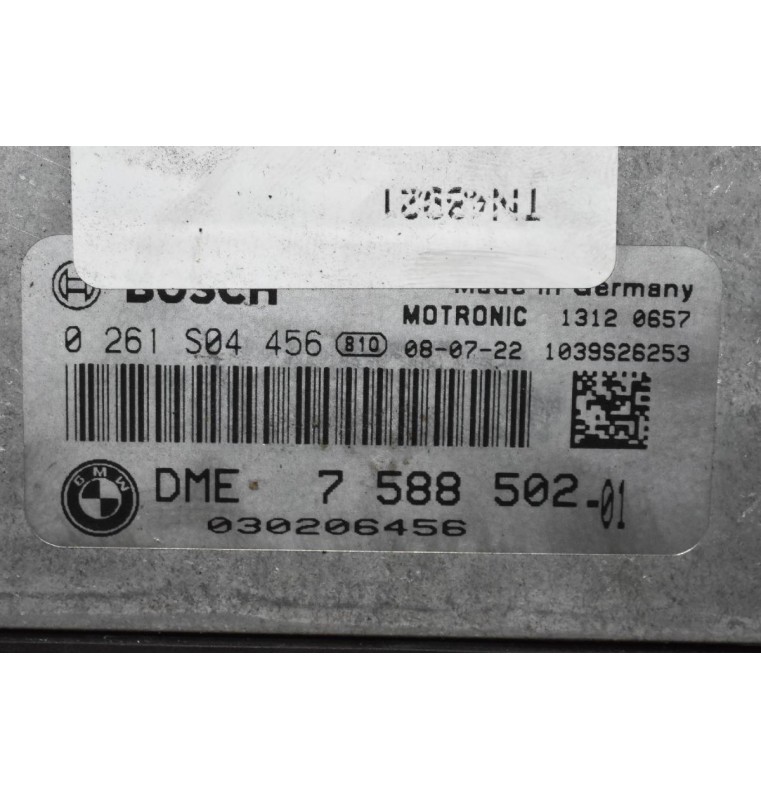 BOSCH
Made in Germany
MOTRONIC 1312 0657
0 261 S04 456 810 08-07-22 1039S26253
BMW DME 7 588 502-01
030206456